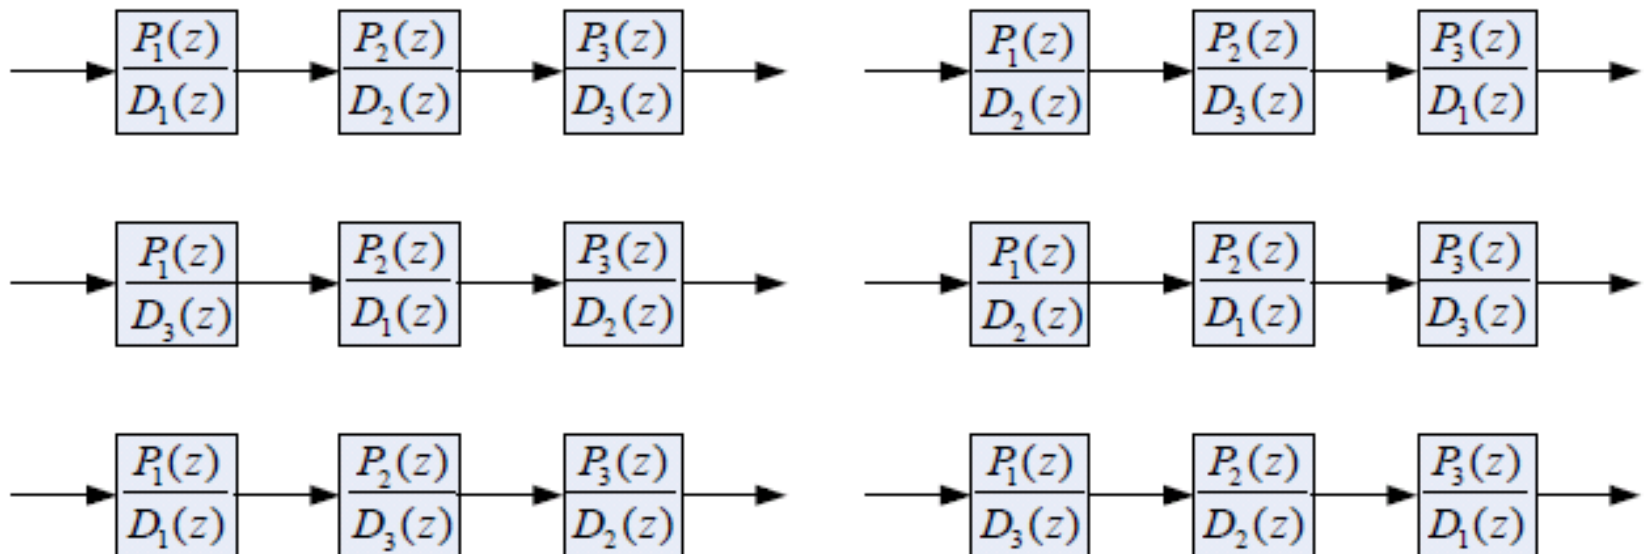 P₁(z) P₂(z) P₃(z) P₁(z) P₂(z) P₃(z)
D₁(z) D₂(z) D₃(z) D₂(z) D₃(z) D₁(z)
P₁(z) P₂(z) P₃(z) P₁(z) P₂(z) P₃(z)
D₃(z) D₁(z) D₂(z) D₂(z) D₁(z) D₃(z)
P₁(z) P₂(z) P₃(z) P₁(z) P₂(z) P₃(z)
D₁(z) D₃(z) D₂(z) D₃(z) D₂(z) D₁(z)